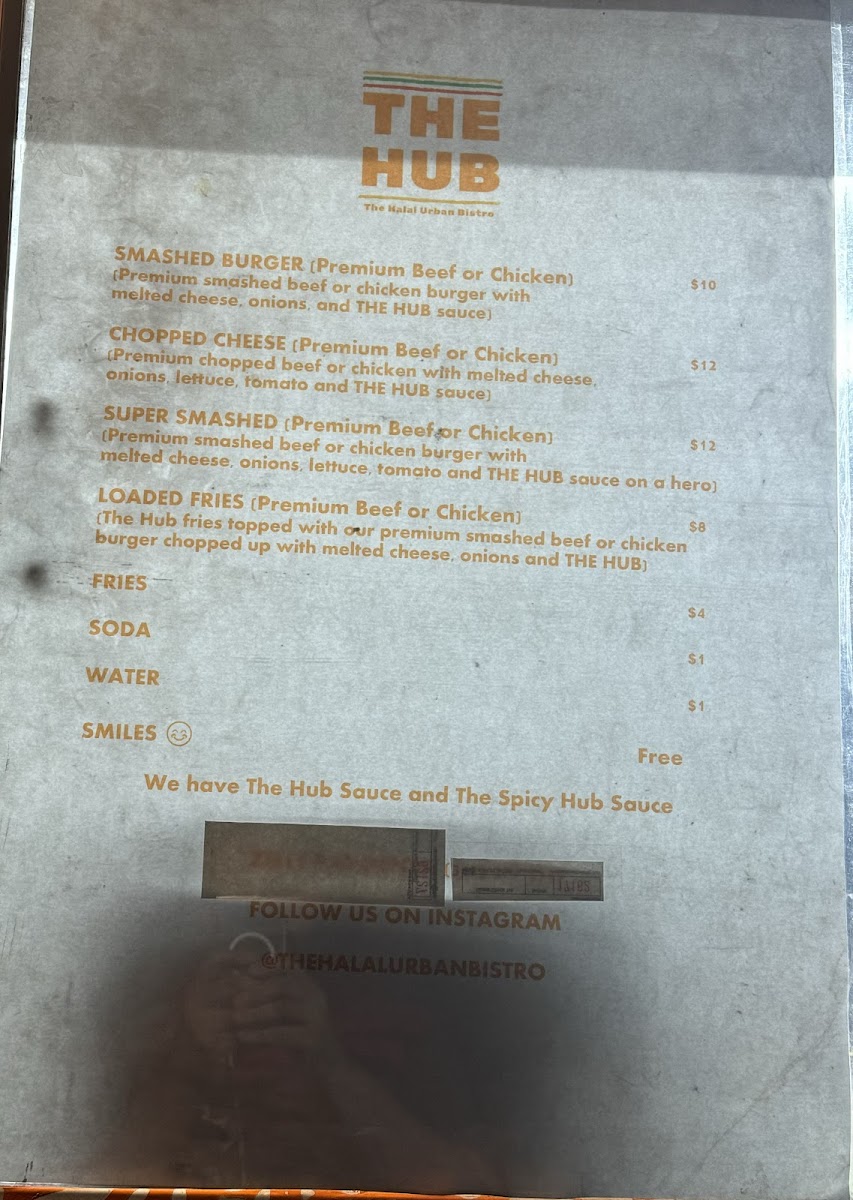 THE
HUB
The Halal Urban Bistro
SMASHED BURGER (Premium Beef or Chicken)
$10
(Premium smashed beef or chicken burger with
melted cheese, onions, and THE HUB sauce)
CHOPPED CHEESE (Premium Beef or Chicken)
$12
(Premium chopped beef or chicken with melted cheese,
onions, lettuce, tomato and THE HUB sauce)
SUPER SMASHED (Premium Beef or Chicken)
$12
(Premium smashed beef or chicken burger with
melted cheese, onions, lettuce, tomato and THE HUB sauce on a hero)
LOADED FRIES (Premium Beef or Chicken)
$8
(The Hub fries topped with our premium smashed beef or chicken
burger chopped up with melted cheese, onions and THE HUB)
FRIES
$4
SODA
$1
WATER
$1
SMILES
Free
We have The Hub Sauce and The Spicy Hub Sauce
FOLLOW US ON INSTAGRAM
@THEHALALURBANBISTRO